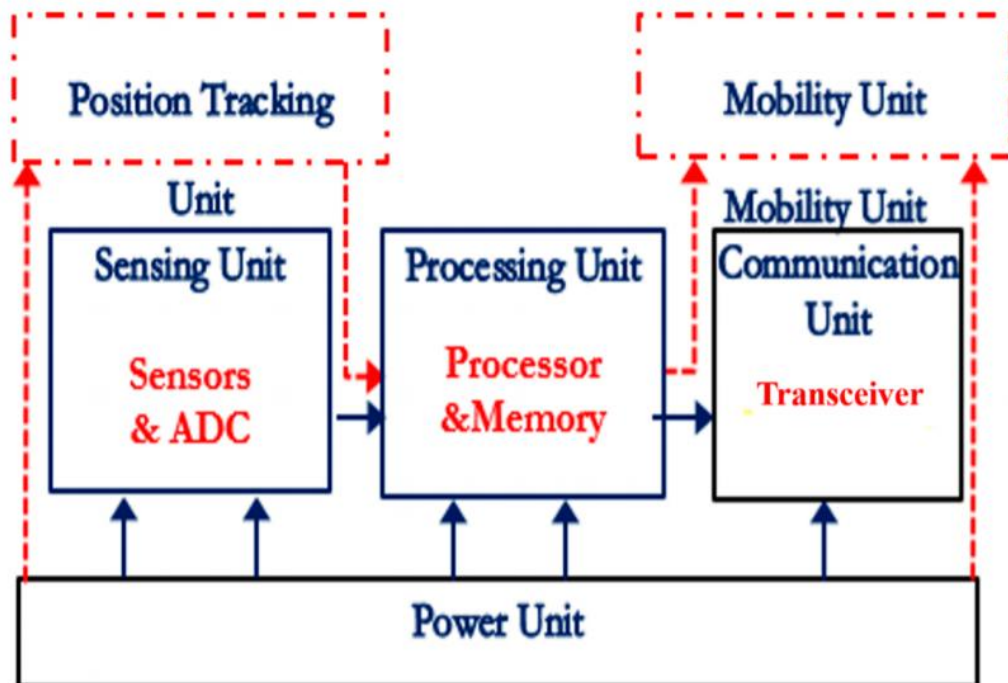 Position Tracking
Unit
Mobility Unit
Mobility Unit
Sensing Unit
Sensors
& ADC
Processing Unit
Processor
&Memory
Communication
Unit
Transceiver
Power Unit